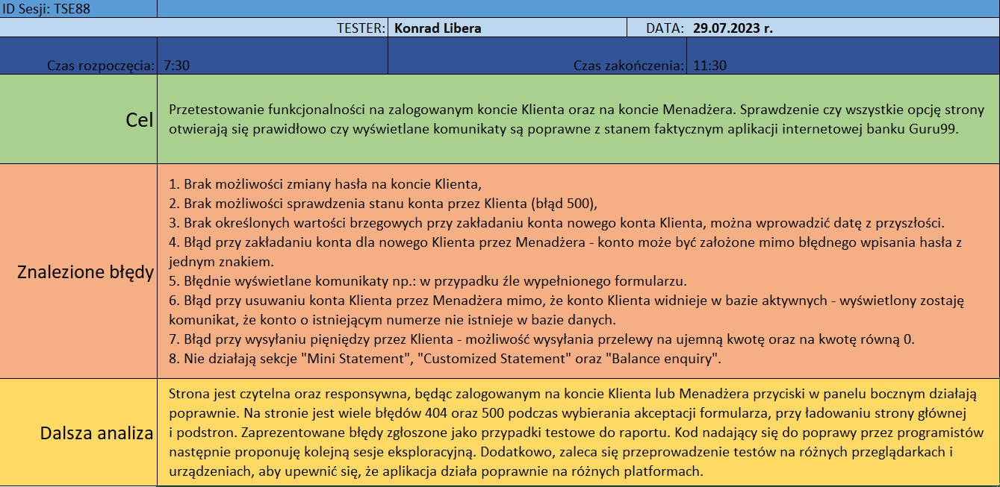 ID Sesji: TSE88
TESTER: Konrad Libera DATA: 29.07.2023 r.
Czas rozpoczęcia: 7:30 Czas zakończenia: 11:30
Cel
Przetestowanie funkcjonalności na zalogowanym koncie Klienta oraz na koncie Menadżera. Sprawdzenie czy wszystkie opcję strony
otwierają się prawidłowo czy wyświetlane komunikaty są poprawne z stanem faktycznym aplikacji internetowej banku Guru99.
Znalezione błędy
1. Brak możliwości zmiany hasła na koncie Klienta,
2. Brak możliwości sprawdzenia stanu konta przez Klienta (błąd 500),
3. Brak określonych wartości brzegowych przy zakładaniu konta nowego konta Klienta, można wprowadzić datę z przyszłości.
4. Błąd przy zakładaniu konta dla nowego Klienta przez Menadżera - konto może być założone mimo błędnego wpisania hasła z
jednym znakiem.
5. Błędnie wyświetlane komunikaty np.: w przypadku źle wypełnionego formularzu.
6. Błąd przy usuwaniu konta Klienta przez Menadżera mimo, że konto Klienta widnieje w bazie aktywnych - wyświetlony zostaję
komunikat, że konto o istniejącym numerze nie istnieje w bazie danych.
7. Błąd przy wysyłaniu pięniędzy przez Klienta - możliwość wysyłania przelewy na ujemną kwotę oraz na kwotę równą 0.
8. Nie działają sekcje "Mini Statement", "Customized Statement" oraz "Balance enquiry".
Dalsza analiza
Strona jest czytelna oraz responsywna, będąc zalogowanym na koncie Klienta lub Menadżera przyciski w panelu bocznym działają
poprawnie. Na stronie jest wiele błędów 404 oraz 500 podczas wybierania akceptacji formularza, przy ładowaniu strony głównej
i podstron. Zaprezentowane błędy zgłoszone jako przypadki testowe do raportu. Kod nadający się do poprawy przez programistów
następnie proponuję kolejną sesje eksploracyjną. Dodatkowo, zaleca się przeprowadzenie testów na różnych przeglądarkach i
urządzeniach, aby upewnić się, że aplikacja działa poprawnie na różnych platformach.